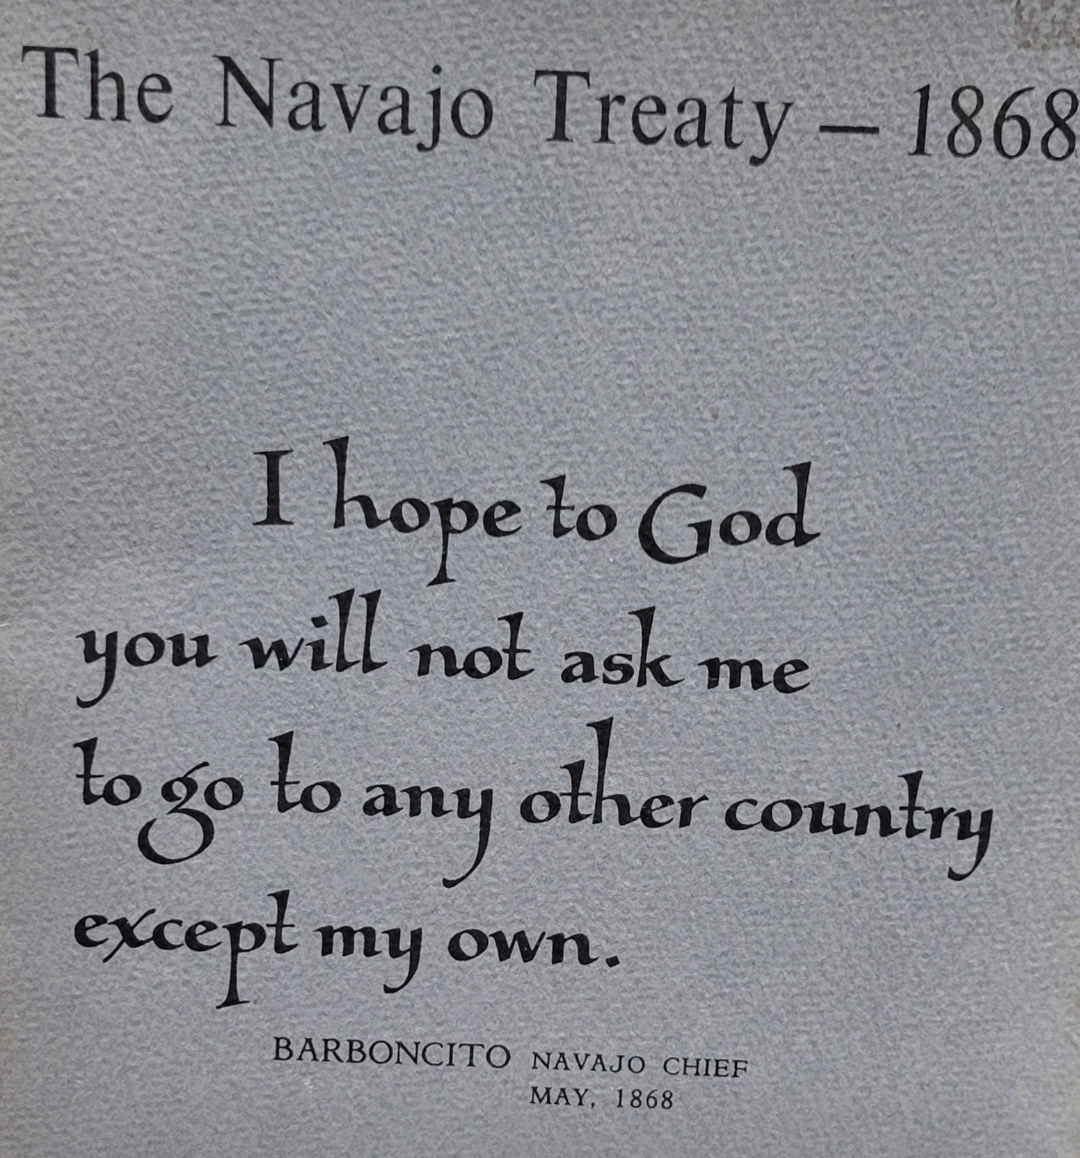 The Navajo Treaty — 1868
I hope to God
you will not ask me
to go to any other country
except my own.
BARBONCITO NAVAJO CHIEF
MAY, 1868